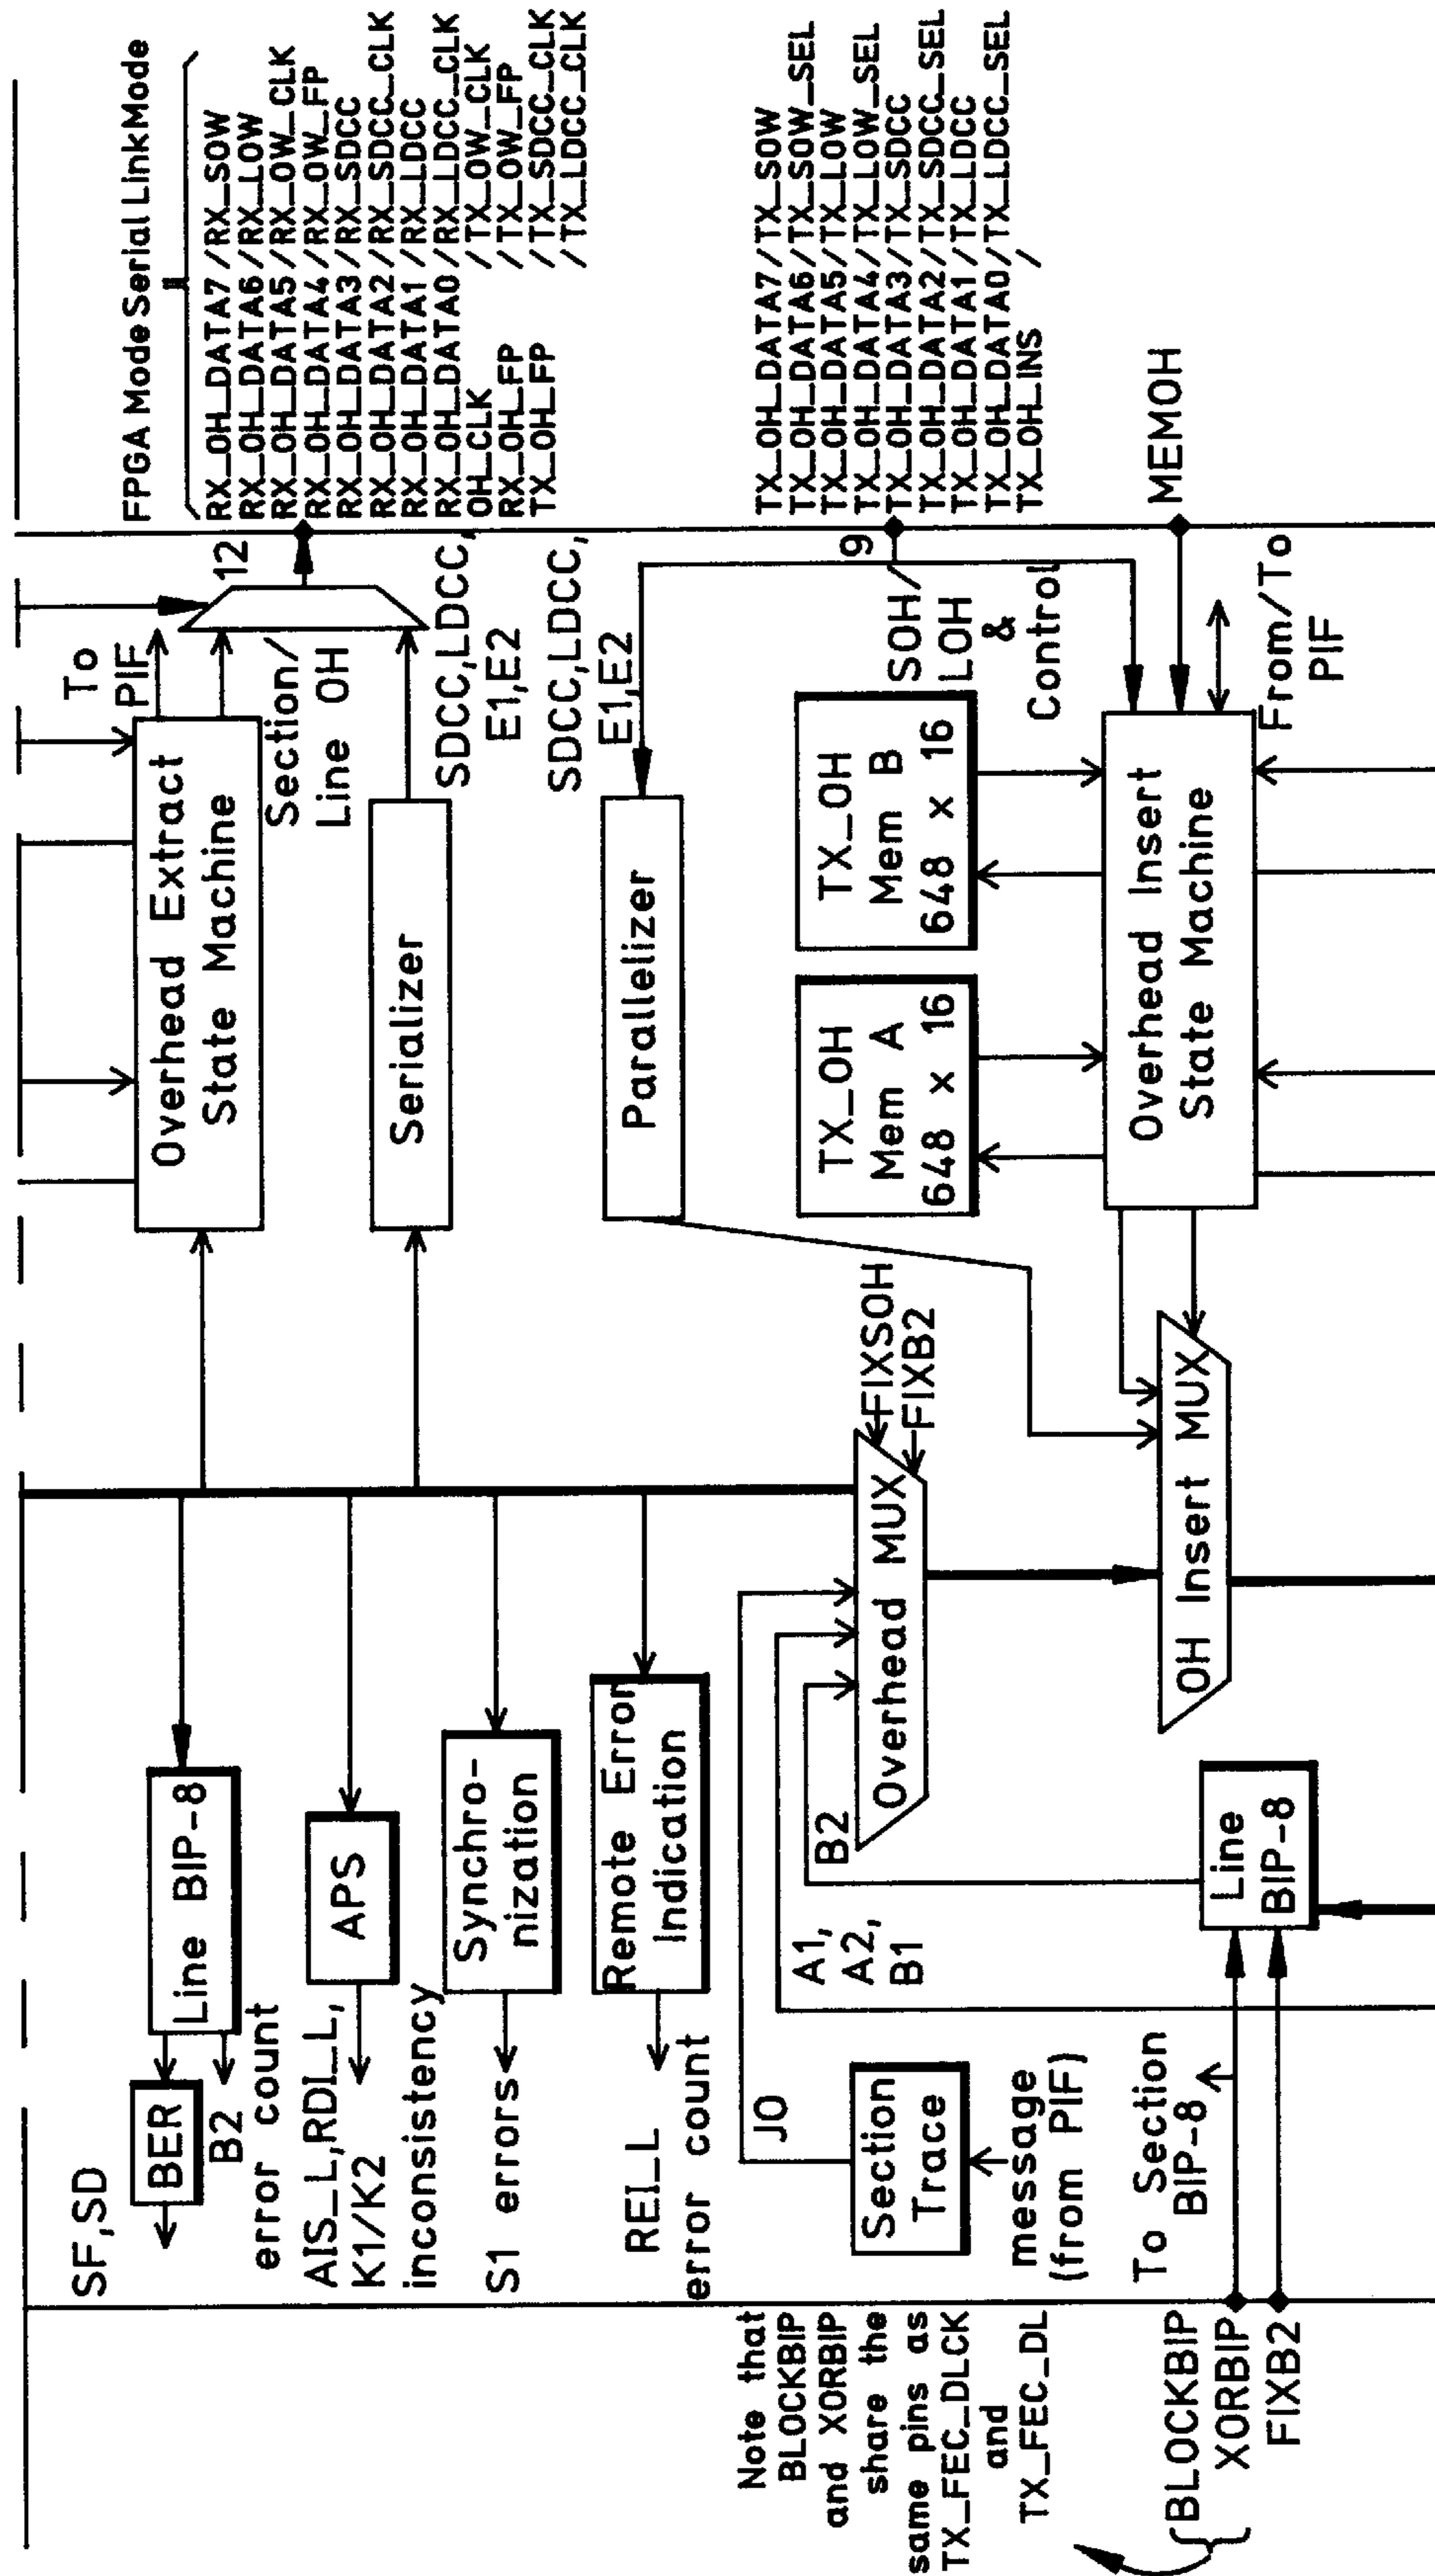 FPGA Mode Serial Link Mode
RX_OH_DATA7 /RX_SOW
RX_OH_DATA6 /RX_LOW
RX_OH_DATA5 /RX_OW_CLK
RX_OH_DATA4 /RX_OW_FP
RX_OH_DATA3 /RX_SDCC
RX_OH_DATA2 /RX_SDCC_CLK
RX_OH_DATA1 /RX_LDCC
RX_OH_DATA0 /RX_LDCC_CLK
OH_CLK /TX_OW_CLK
RX_OH_FP /TX_OW_FP
TX_OH_FP /TX_SDCC_CLK
/TX_LDCC_CLK
12
To
PIF
Overhead Extract
State Machine
Section/
Line OH
Serializer
SDCC,LDCC,
E1,E2
SF,SD
BER
Line BIP-8
B2
error count
APS
AIS_L,RDI_L,
K1/K2
inconsistency
Synchro-
nization
S1 errors
Remote Error
Indication
REI_L
error count
SDCC,LDCC,
E1,E2
Parallelizer
TX_OH_DATA7/TX_SOW
TX_OH_DATA6/TX_SOW_SEL
TX_OH_DATA5/TX_LOW
TX_OH_DATA4/TX_LOW_SEL
TX_OH_DATA3/TX_SDCC
TX_OH_DATA2/TX_SDCC_SEL
TX_OH_DATA1 /TX_LDCC
TX_OH_DATA0/TX_LDCC_SEL
TX_OH_INS /
9
SOH/
LOH
&
Control
MEMOH
TX_OH
Mem A
648 x 16
TX_OH
Mem B
648 x 16
Overhead Insert
State Machine
From/To
PIF
FIXSOH
FIXB2
Overhead MUX
OH Insert MUX
B2
A1,
A2,
B1
J0
Section
Trace
message
(from PIF)
Line
BIP-8
To Section
BIP-8
Note that
BLOCKBIP
and XORBIP
share the
same pins as
TX_FEC_DLCK
and
TX_FEC_DL
BLOCKBIP
XORBIP
FIXB2